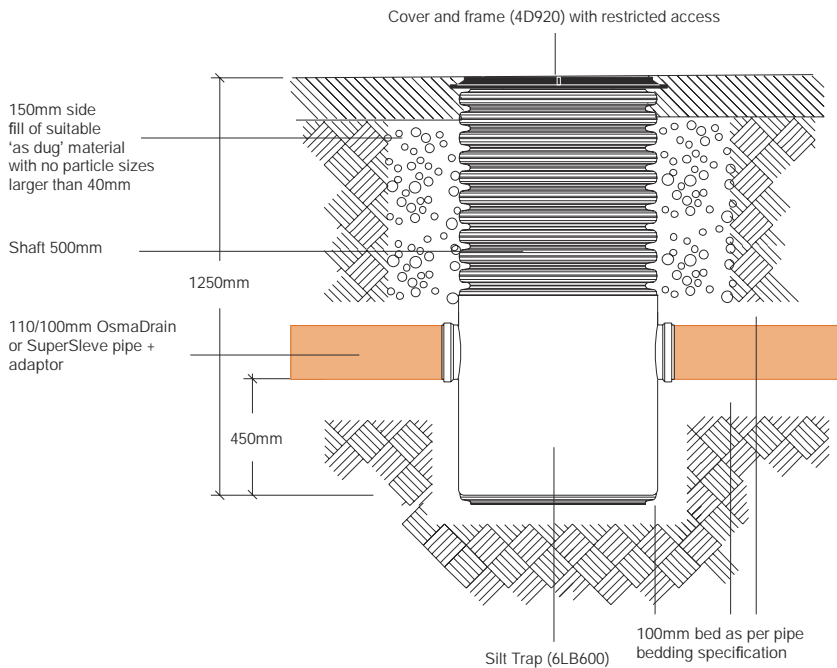 Cover and frame (4D920) with restricted access
150mm side
fill of suitable
‘as dug’ material
with no particle sizes
larger than 40mm
Shaft 500mm
1250mm
110/100mm OsmaDrain
or SuperSleve pipe +
adaptor
450mm
100mm bed as per pipe
bedding specification
Silt Trap (6LB600)